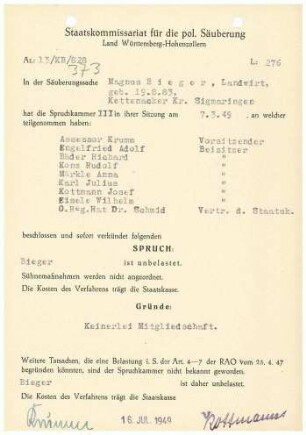 Staatskommissariat für die pol. Säuberung
Land Württemberg-Hohenzollern
Az: 13/KB/828 L: 276
373
In der Säuberungssache Magnus Bieger, Landwirt,
geb. 19.8.83.
Kettenacker Kr. Sigmaringen
hat die Spruchkammer III in ihrer Sitzung am 7.3.49 an welcher
teilgenommen haben:
Assessor Krumm Vorsitzender
Engelfried Adolf Beisitzer
Bäder Richard "
Konz Rudolf "
Märkle Anna "
Karl Julius "
Kottmann Josef "
Eisele Wilhelm "
O.Reg.Rat Dr. Schmid Vertr. d. Staatsk.
beschlossen und sofort verkündet folgenden
SPRUCH:
Bieger ist unbelastet.
Sühnemaßnahmen werden nicht angeordnet.
Die Kosten des Verfahrens trägt die Staatskasse.
Gründe:
Keinerlei Mitgliedschaft.
Weitere Tatsachen, die eine Belastung i. S. der Art. 4—7 der RAO vom 25. 4. 47
begründen könnten, sind der Spruchkammer nicht bekannt geworden.
Bieger ist daher unbelastet.
Die Kosten des Verfahrens trägt die Staatskasse.
16. JUL. 1949 Kottmann